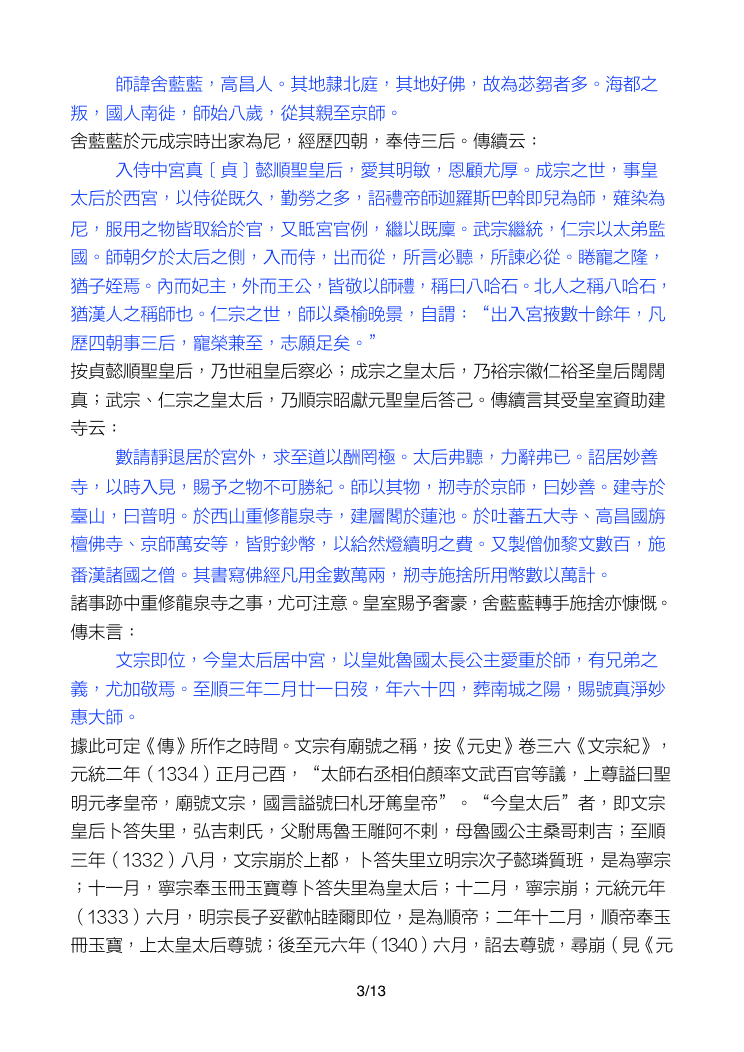 師諱舍藍藍，高昌人。其地隸北庭，其地好佛，故為苾芻者多。海都之
叛，國人南徙，師始八歲，從其親至京師。
舍藍藍於元成宗時出家為尼，經歷四朝，奉侍三后。傳續云：
入侍中宮真［貞］懿順聖皇后，愛其明敏，恩顧尤厚。成宗之世，事皇
太后於西宮，以侍從既久，勤勞之多，詔禮帝師迦羅斯巴斡即兒為師，薙染為
尼，服用之物皆取給於官，又眂宮官例，繼以既廩。武宗繼統，仁宗以太弟監
國。師朝夕於太后之側，入而侍，出而從，所言必聽，所諫必從。睠寵之隆，
猶子姪焉。內而妃主，外而王公，皆敬以師禮，稱曰八哈石。北人之稱八哈石，
猶漢人之稱師也。仁宗之世，師以桑榆晚景，自謂：“出入宮掖數十餘年，凡
歷四朝事三后，寵榮兼至，志願足矣。”
按貞懿順聖皇后，乃世祖皇后察必；成宗之皇太后，乃裕宗徽仁裕圣皇后闊闊
真；武宗、仁宗之皇太后，乃順宗昭獻元聖皇后答己。傳續言其受皇室資助建
寺云：
數請靜退居於宮外，求至道以酬罔極。太后弗聽，力辭弗已。詔居妙善
寺，以時入見，賜予之物不可勝紀。師以其物，刱寺於京師，曰妙善。建寺於
臺山，曰普明。於西山重修龍泉寺，建層閣於蓮池。於吐蕃五大寺、高昌國旃
檀佛寺、京師萬安等，皆貯鈔幣，以給然燈續明之費。又製僧伽黎文數百，施
番漢諸國之僧。其書寫佛經凡用金數萬兩，刱寺施捨所用幣數以萬計。
諸事跡中重修龍泉寺之事，尤可注意。皇室賜予奢豪，舍藍藍轉手施捨亦慷慨。
傳末言：
文宗即位，今皇太后居中宮，以皇妣魯國太長公主愛重於師，有兄弟之
義，尤加敬焉。至順三年二月廿一日歿，年六十四，葬南城之陽，賜號真淨妙
惠大師。
據此可定《傳》所作之時間。文宗有廟號之稱，按《元史》卷三六《文宗紀》，
元統二年（1334）正月己酉，“太師右丞相伯顏率文武百官等議，上尊謚曰聖
明元孝皇帝，廟號文宗，國言謚號曰札牙篤皇帝”。“今皇太后”者，即文宗
皇后卜答失里，弘吉剌氏，父駙馬魯王雕阿不剌，母魯國公主桑哥剌吉；至順
三年（1332）八月，文宗崩於上都，卜答失里立明宗次子懿璘質班，是為寧宗
；十一月，寧宗奉玉冊玉寶尊卜答失里為皇太后；十二月，寧宗崩；元統元年
（1333）六月，明宗長子妥歡帖睦爾即位，是為順帝；二年十二月，順帝奉玉
冊玉寶，上太皇太后尊號；後至元六年（1340）六月，詔去尊號，尋崩（見《元
3/13